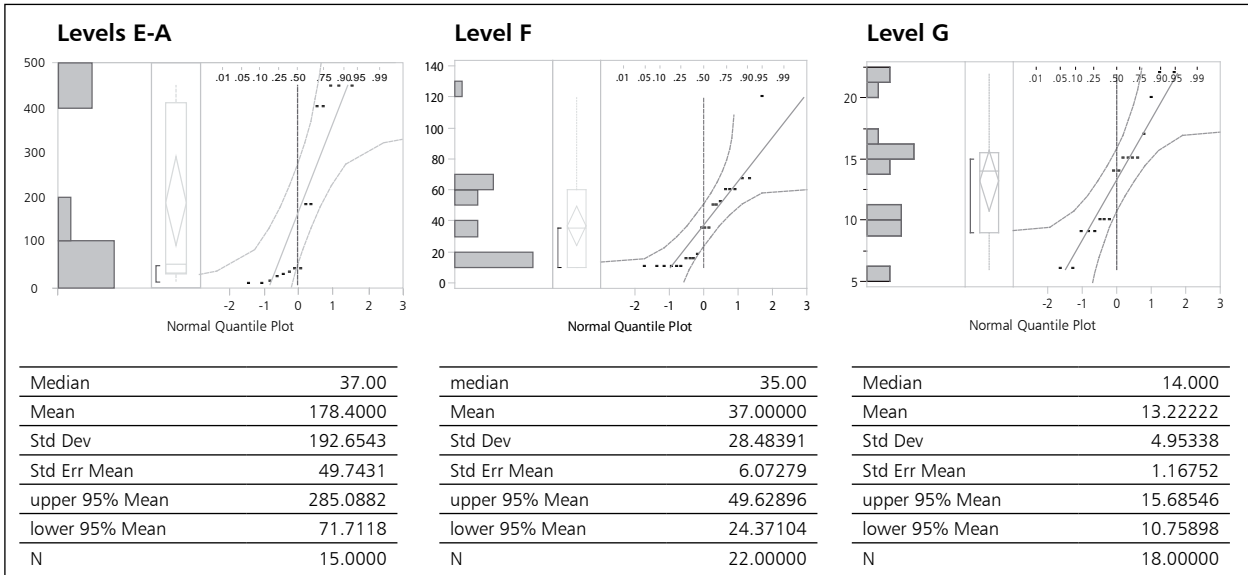 Levels E-A
500
400
300
200
100
0
.01 .05 .10 .25 .50 .75 .90 .95 .99
-2 -1 0 1 2 3
Normal Quantile Plot
Median 37.00
Mean 178.4000
Std Dev 192.6543
Std Err Mean 49.7431
upper 95% Mean 285.0882
lower 95% Mean 71.7118
N 15.0000
Level F
140
120
100
80
60
40
20
0
.01 .05 .10 .25 .50 .75 .90 .95 .99
-2 -1 0 1 2 3
Normal Quantile Plot
median 35.00
Mean 37.00000
Std Dev 28.48391
Std Err Mean 6.07279
upper 95% Mean 49.62896
lower 95% Mean 24.37104
N 22.00000
Level G
20
15
10
5
.01 .05 .10 .25 .50 .75 .90 .95 .99
-2 -1 0 1 2 3
Normal Quantile Plot
Median 14.000
Mean 13.22222
Std Dev 4.95338
Std Err Mean 1.16752
upper 95% Mean 15.68546
lower 95% Mean 10.75898
N 18.00000